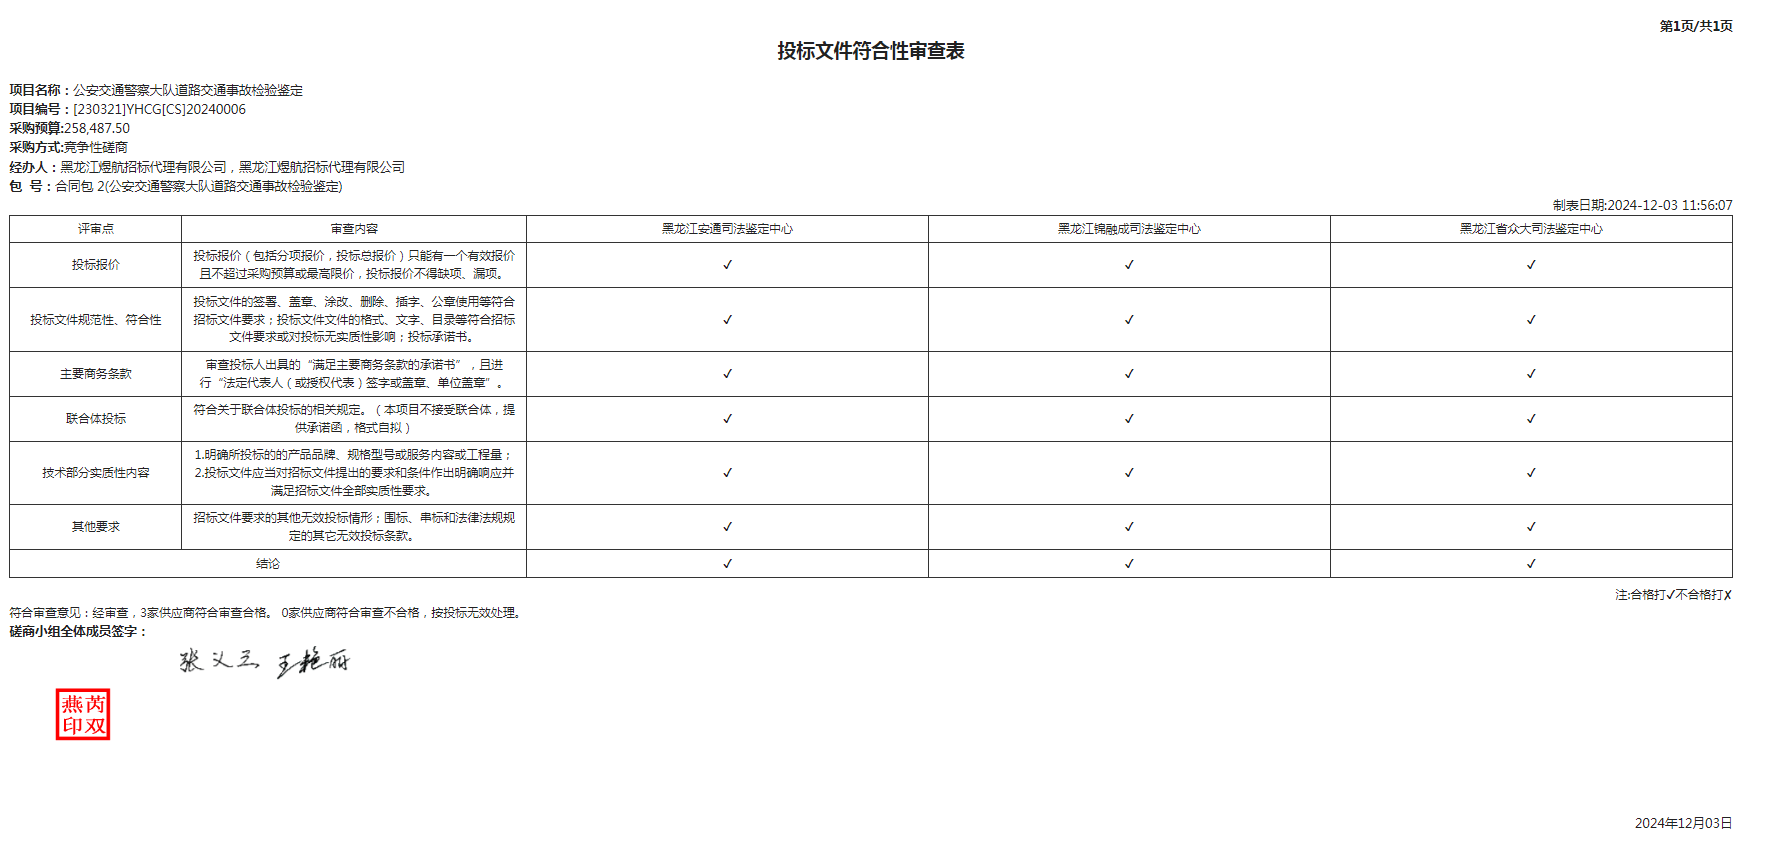 第1页/共1页
投标文件符合性审查表
项目名称：公安交通警察大队道路交通事故检验鉴定
项目编号：[230321]YHCG[CS]20240006
采购预算:258,487.50
采购方式:竞争性磋商
经办人：黑龙江煜航招标代理有限公司，黑龙江煜航招标代理有限公司
包 号：合同包 2(公安交通警察大队道路交通事故检验鉴定)
制表日期:2024-12-03 11:56:07
评审点 审查内容 黑龙江安通司法鉴定中心 黑龙江锦融成司法鉴定中心 黑龙江省众大司法鉴定中心
投标报价 投标报价（包括分项报价，投标总报价）只能有一个有效报价
且不超过采购预算或最高限价，投标报价不得缺项、漏项。 ✓ ✓ ✓
投标文件规范性、符合性 投标文件的签署、盖章、涂改、删除、插字、公章使用等符合
招标文件要求；投标文件文件的格式、文字、目录等符合招标
文件要求或对投标无实质性影响；投标承诺书。 ✓ ✓ ✓
主要商务条款 审查投标人出具的“满足主要商务条款的承诺书”，且进
行“法定代表人（或授权代表）签字或盖章、单位盖章”。 ✓ ✓ ✓
联合体投标 符合关于联合体投标的相关规定。（本项目不接受联合体，提
供承诺函，格式自拟） ✓ ✓ ✓
技术部分实质性内容 1.明确所投标的的产品品牌、规格型号或服务内容或工程量；
2.投标文件应当对招标文件提出的要求和条件作出明确响应并
满足招标文件全部实质性要求。 ✓ ✓ ✓
其他要求 招标文件要求的其他无效投标情形；围标、串标和法律法规规
定的其它无效投标条款。 ✓ ✓ ✓
结论 ✓ ✓ ✓
注:合格打✓不合格打✗
符合审查意见：经审查，3家供应商符合审查合格。 0家供应商符合审查不合格，按投标无效处理。
磋商小组全体成员签字：
张义 王艳丽
燕芮
印双
2024年12月03日